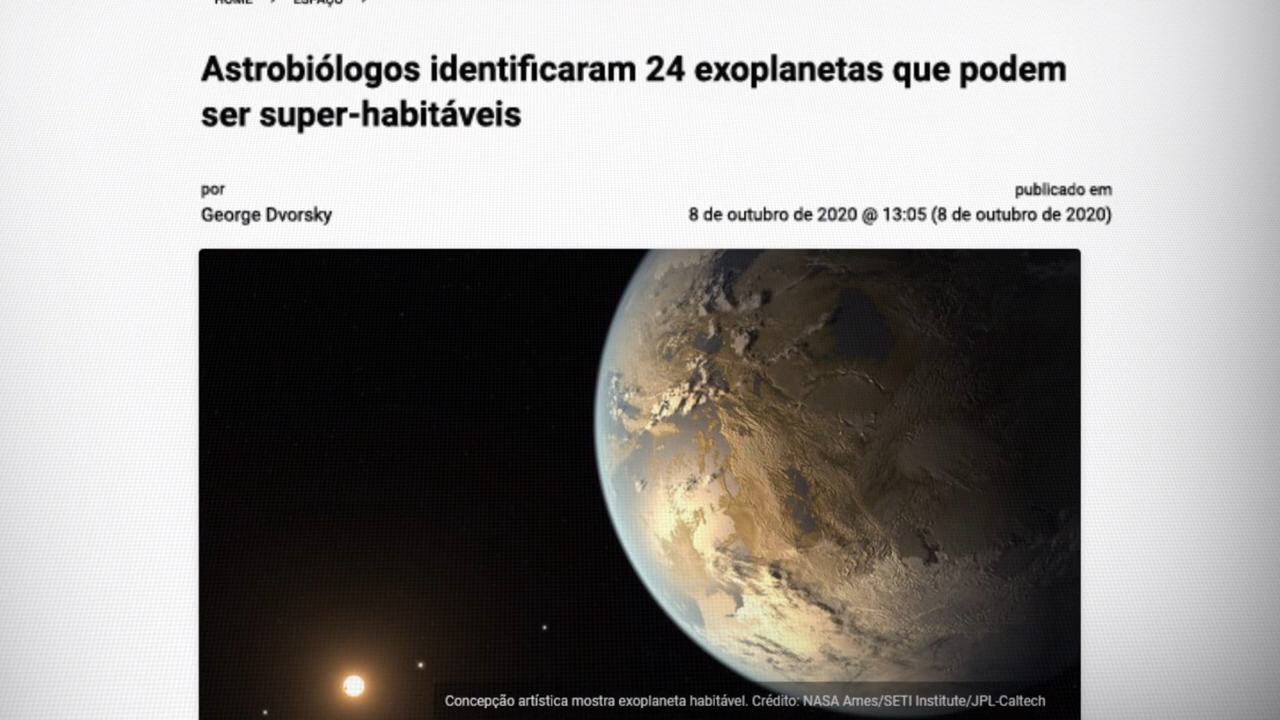 HOME > ESPAÇO >
Astrobiólogos identificaram 24 exoplanetas que podem
ser super-habitáveis
por
publicado em
George Dvorsky
8 de outubro de 2020 @ 13:05 (8 de outubro de 2020)
Concepção artística mostra exoplaneta habitável. Crédito: NASA Ames/SETI Institute/JPL-Caltech